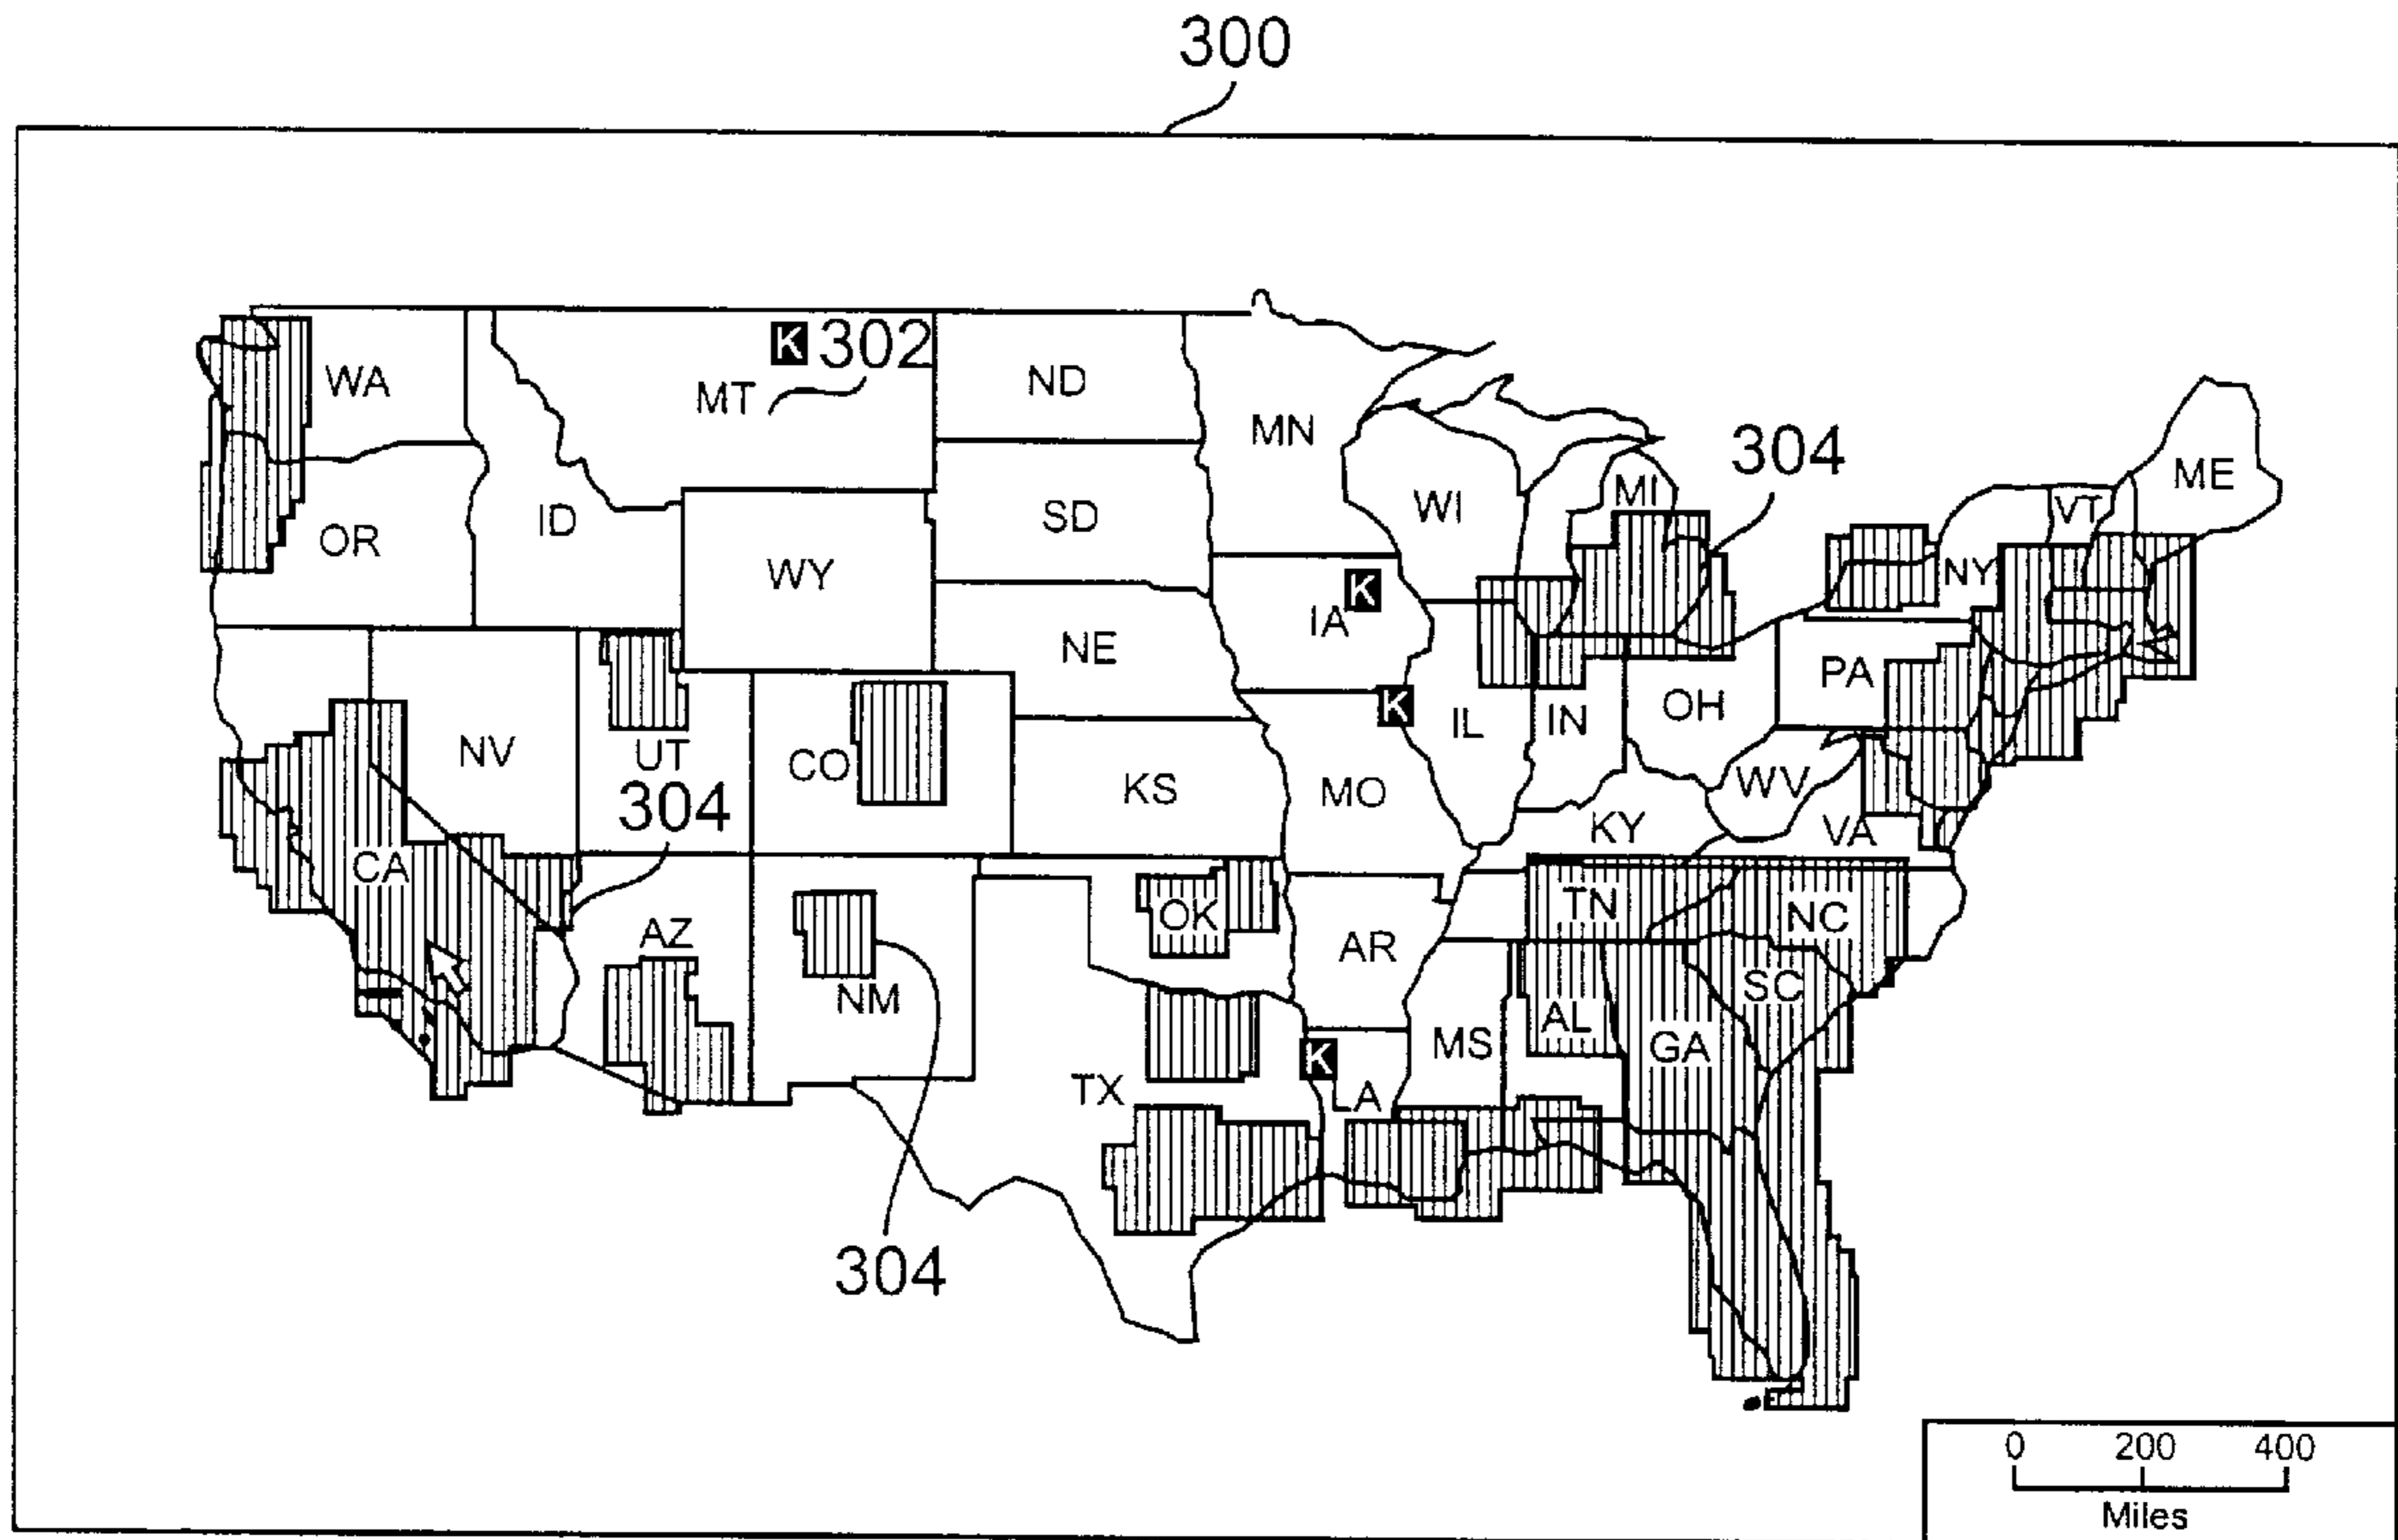 300
K 302
WA
MT
ND
MN
304
ME
MI
VT
OR
ID
SD
WI
WY
NY
K
IA
NE
PA
K
OH
IL
IN
NV
UT
CO
KS
MO
WV
304
KY
VA
CA
TN
OK
NC
AZ
AR
NM
SC
AL
MS
GA
K
TX
LA
304
0 200 400
Miles